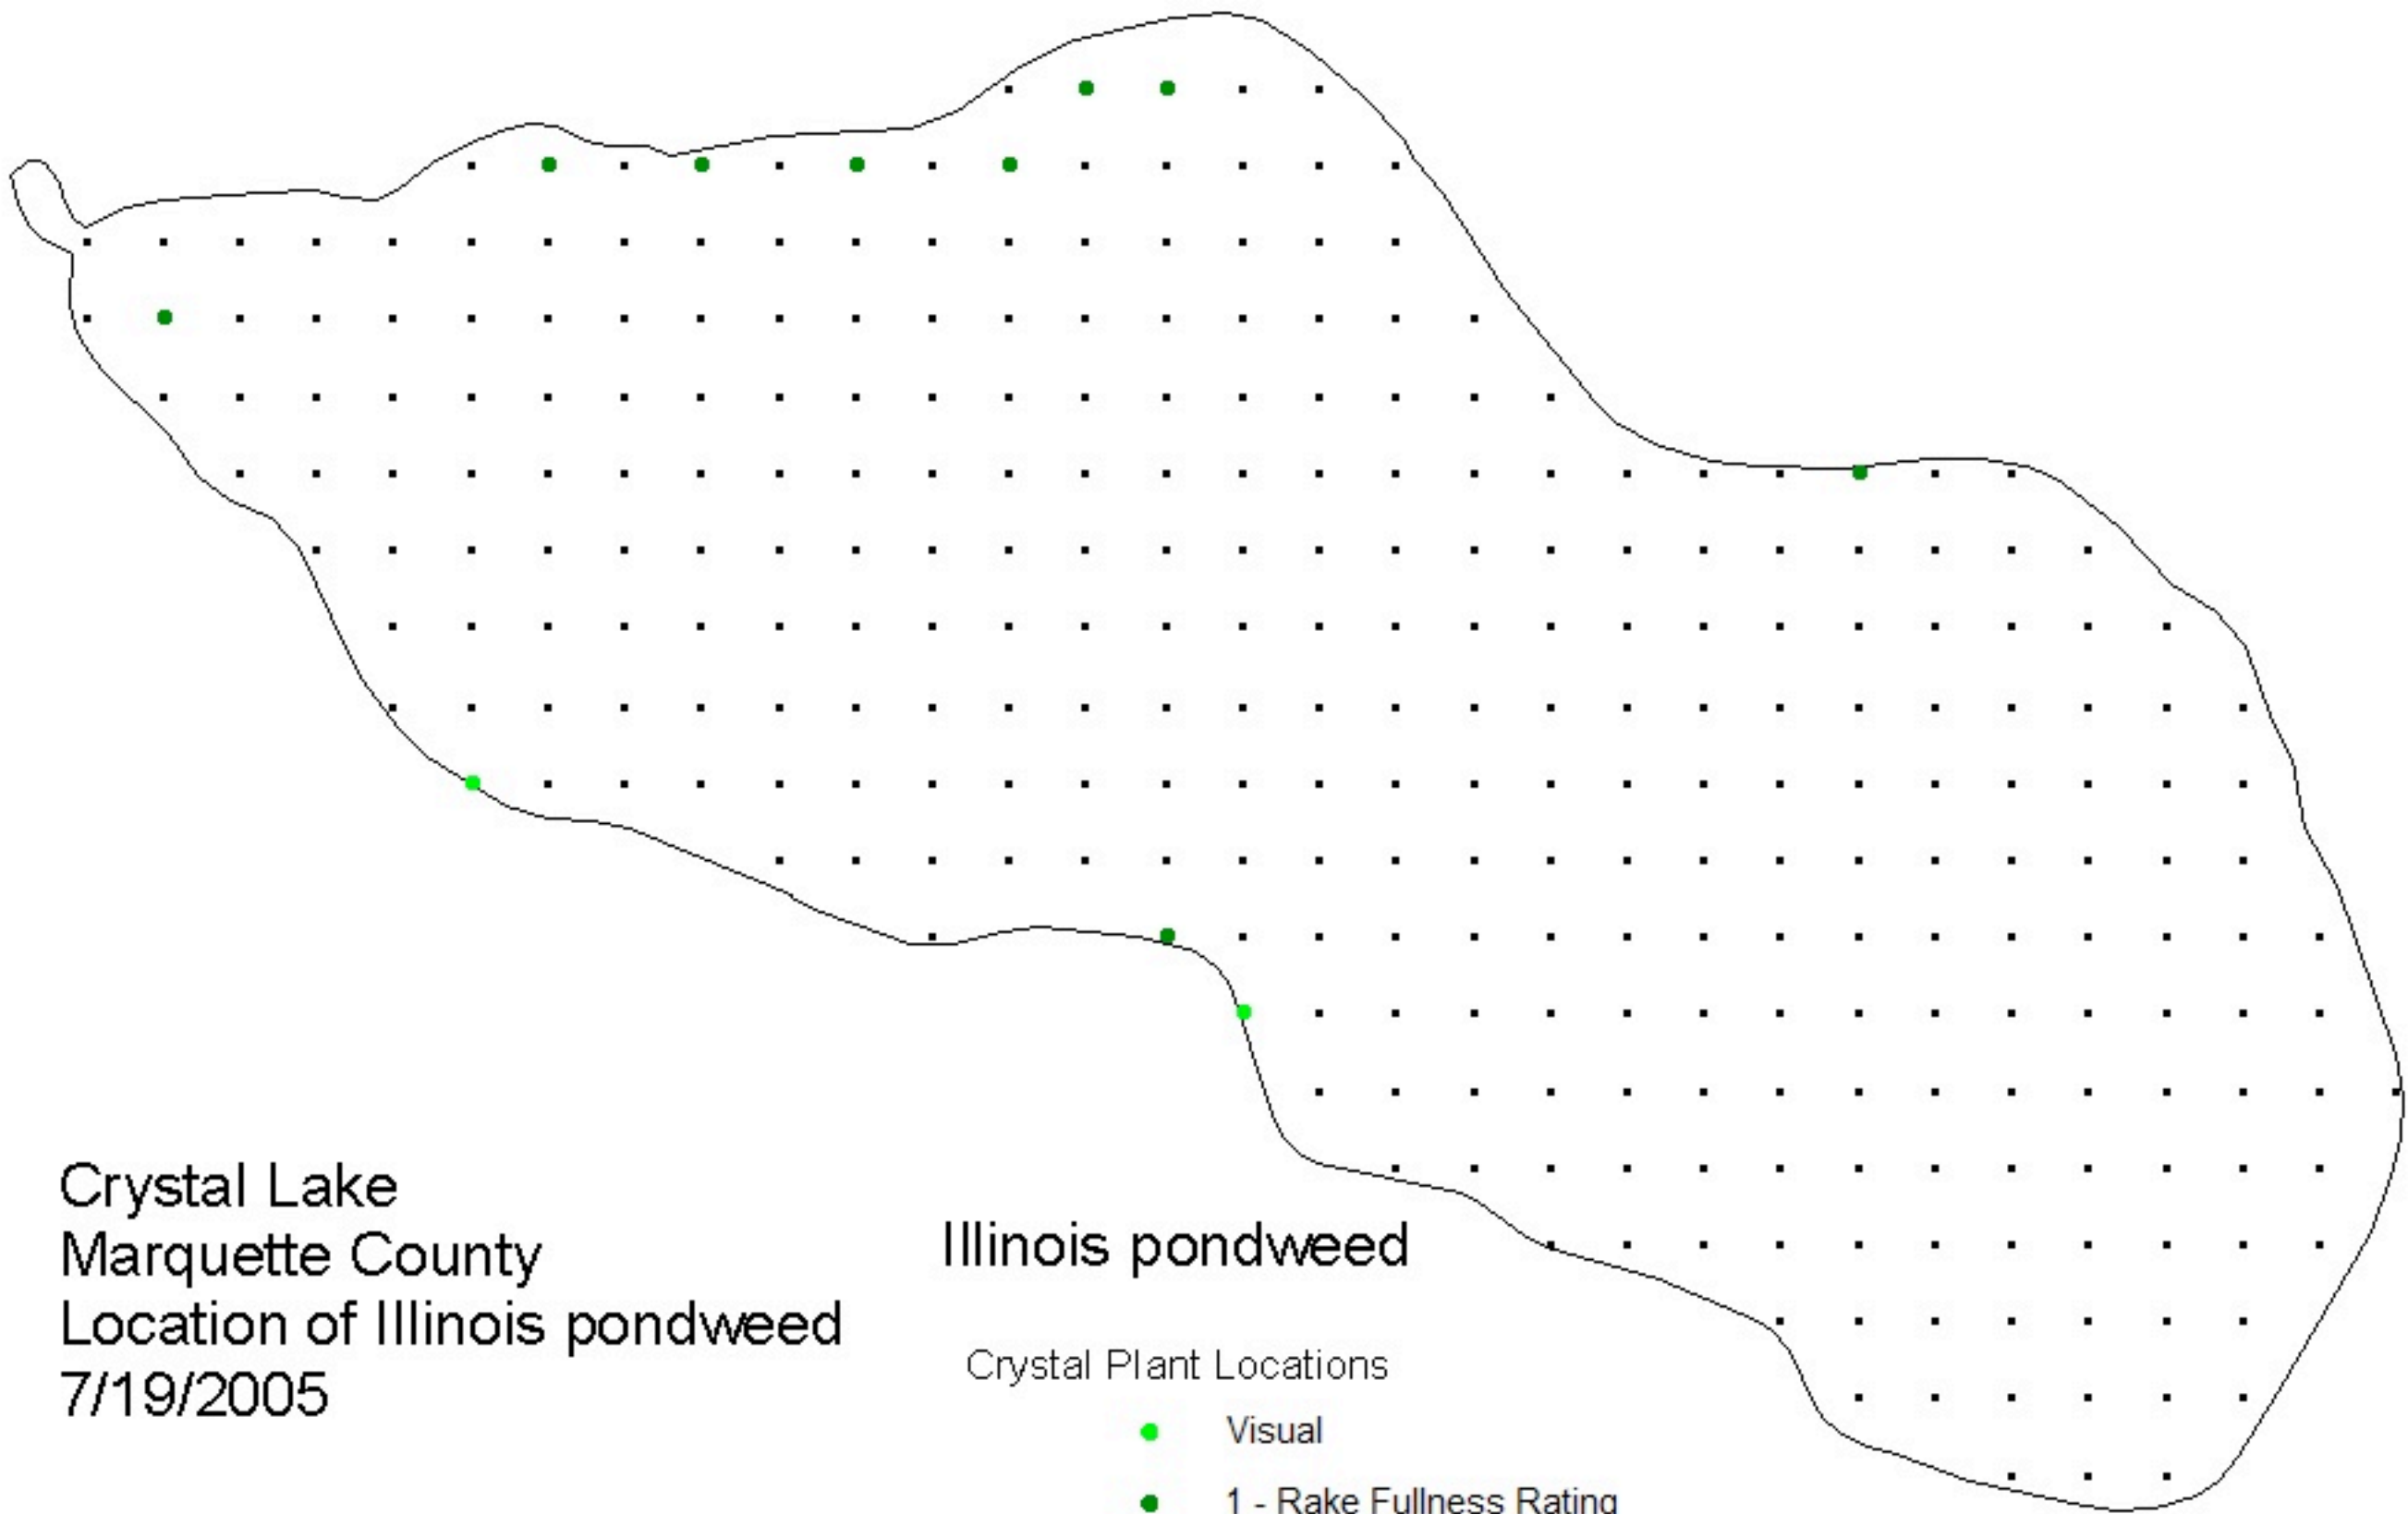 Crystal Lake
Marquette County
Location of Illinois pondweed
7/19/2005
Illinois pondweed
Crystal Plant Locations
Visual
1 - Rake Fullness Rating